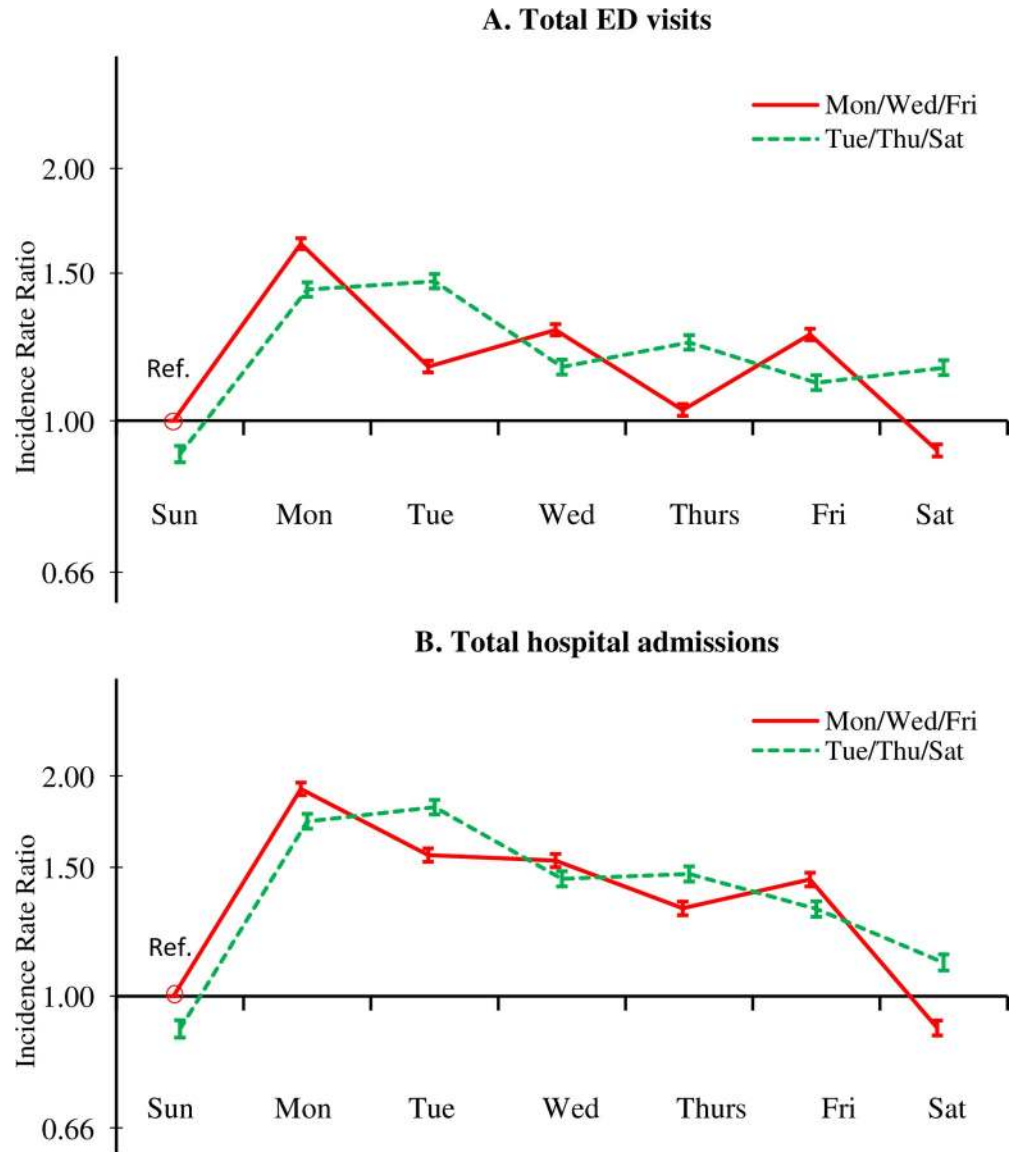 A. Total ED visits
Mon/Wed/Fri
Tue/Thu/Sat
2.00
1.50
1.00
0.66
Incidence Rate Ratio
Ref.
Sun Mon Tue Wed Thurs Fri Sat
B. Total hospital admissions
Mon/Wed/Fri
Tue/Thu/Sat
2.00
1.50
1.00
0.66
Incidence Rate Ratio
Ref.
Sun Mon Tue Wed Thurs Fri Sat